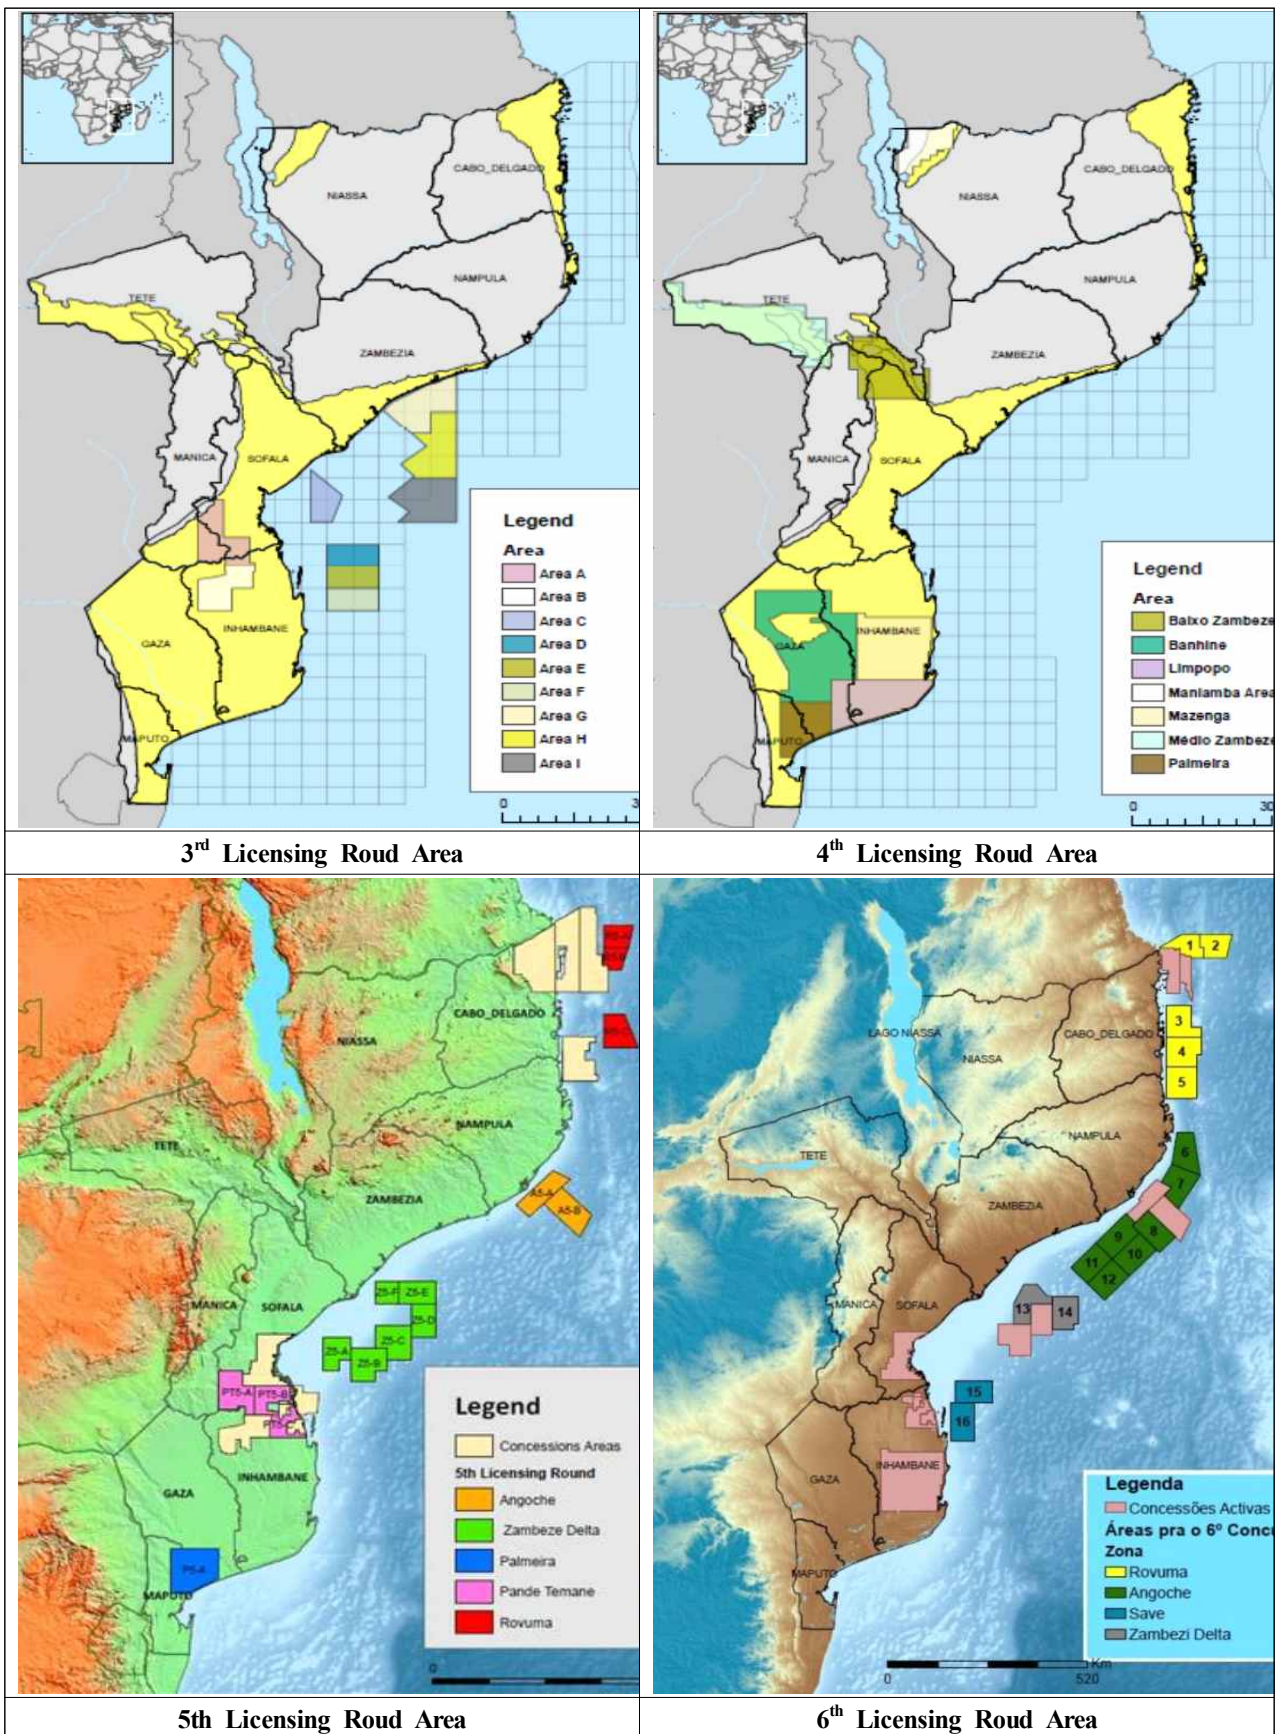 CABO_DELGADO
NIASSA
NAMPULA
TETE
ZAMBEZIA
MANICA
SOFALA
GAZA
INHAMBANE
MAPUTO
Legend
Area
Area A
Area B
Area C
Area D
Area E
Area F
Area G
Area H
Area I
0
3
3rd Licensing Roud Area
CABO_DELGADO
NIASSA
NAMPULA
TETE
ZAMBEZIA
MANICA
SOFALA
INHAMBANE
GAZA
MAPUTO
Legend
Area
Baixo Zambeze
Banhine
Limpopo
Maniamba Area
Mazenga
Médio Zambeze
Palmeira
0
30
4th Licensing Roud Area
CABO_DELGADO
NIASSA
NAMPULA
TETE
ZAMBEZIA
A5-A
A5-B
MANICA
SOFALA
Z5-F
Z5-E
Z5-D
Z5-C
Z5-A
Z5-B
PT5-A
PT5-B
INHAMBANE
GAZA
P5-A
MAPUTO
Legend
Concessions Areas
5th Licensing Round
Angoche
Zambeze Delta
Palmeira
Pande Temane
Rovuma
0
5th Licensing Roud Area
1
2
3
4
5
LAGO NIASSA
CABO_DELGADO
NIASSA
NAMPULA
6
7
TETE
ZAMBEZIA
8
9
10
11
12
MANICA
SOFALA
13
14
15
16
INHAMBANE
GAZA
MAPUTO
Legenda
Concessões Activas
Áreas pra o 6º Conc
Zona
Rovuma
Angoche
Save
Zambezi Delta
Km
0
520
6th Licensing Roud Area